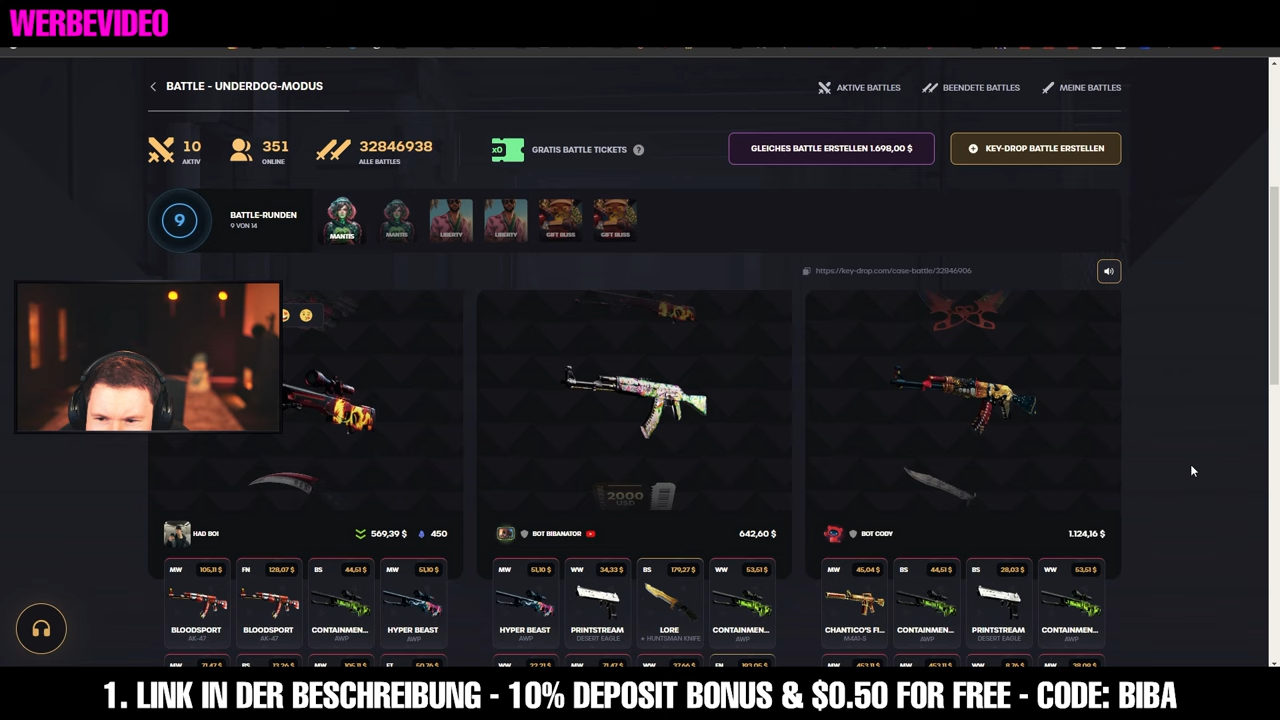 WERBEVIDEO
BATTLE - UNDERDOG-MODUS
AKTIVE BATTLES
BEENDETE BATTLES
MEINE BATTLES
10
AKTIV
351
ONLINE
32846938
ALLE BATTLES
x0
GRATIS BATTLE TICKETS
?
GLEICHES BATTLE ERSTELLEN 1.698,00 $
KEY-DROP BATTLE ERSTELLEN
9
BATTLE-RUNDEN
9 VON 14
MANTIS
MANTIS
LIBERTY
LIBERTY
GIFT BLISS
GIFT BLISS
https://key-drop.com/case-battle/32846906
2000
USD
HAD BOI
569,39 $
450
BOT BIBANATOR
642,60 $
BOT CODY
1.124,16 $
MW 105,11 $
FN 128,07 $
BS 44,51 $
MW 51,10 $
MW 51,10 $
WW 34,33 $
BS 179,27 $
WW 53,51 $
MW 45,04 $
BS 44,51 $
BS 28,03 $
WW 53,51 $
BLOODSPORT
BLOODSPORT
CONTAINMEN...
HYPER BEAST
HYPER BEAST
PRINTSTREAM
LORE
CONTAINMEN...
CHANTICO'S FI...
CONTAINMEN...
PRINTSTREAM
CONTAINMEN...
AK-47
AK-47
AWP
AWP
AWP
DESERT EAGLE
★ HUNTSMAN KNIFE
AWP
M4A1-S
AWP
DESERT EAGLE
AWP
1. LINK IN DER BESCHREIBUNG - 10% DEPOSIT BONUS & $0.50 FOR FREE - CODE: BIBA